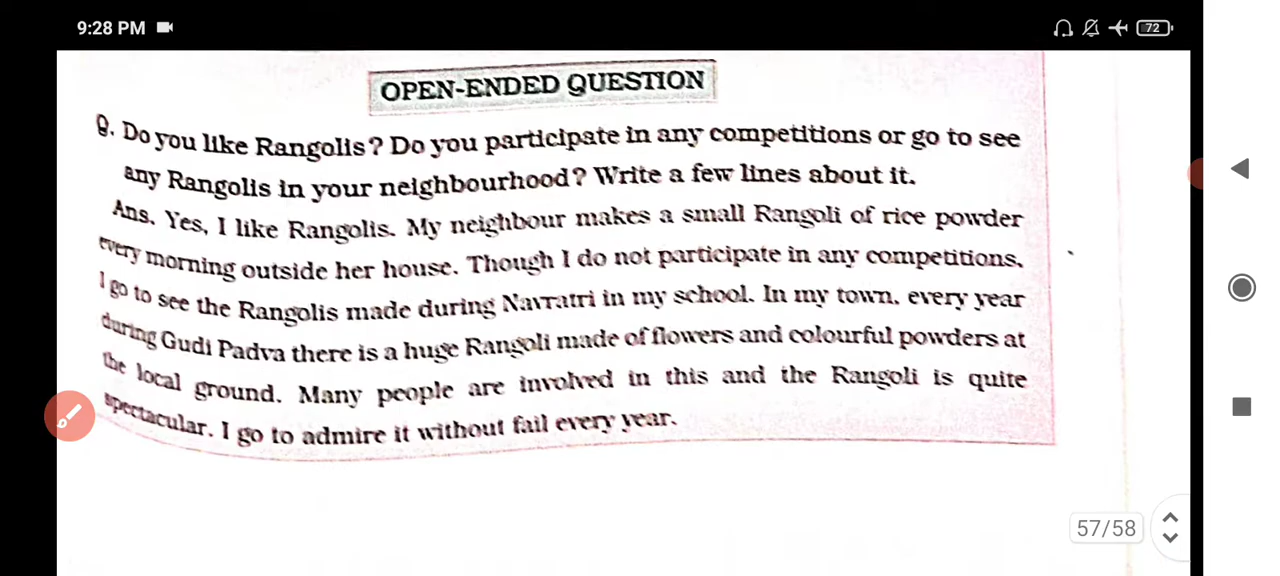 9:28 PM
72
OPEN-ENDED QUESTION
Q. Do you like Rangolis? Do you participate in any competitions or go to see
any Rangolis in your neighbourhood? Write a few lines about it.
Ans. Yes, I like Rangolis. My neighbour makes a small Rangoli of rice powder
every morning outside her house. Though I do not participate in any competitions,
I go to see the Rangolis made during Navratri in my school. In my town, every year
during Gudi Padva there is a huge Rangoli made of flowers and colourful powders at
the local ground. Many people are involved in this and the Rangoli is quite
spectacular. I go to admire it without fail every year.
57/58